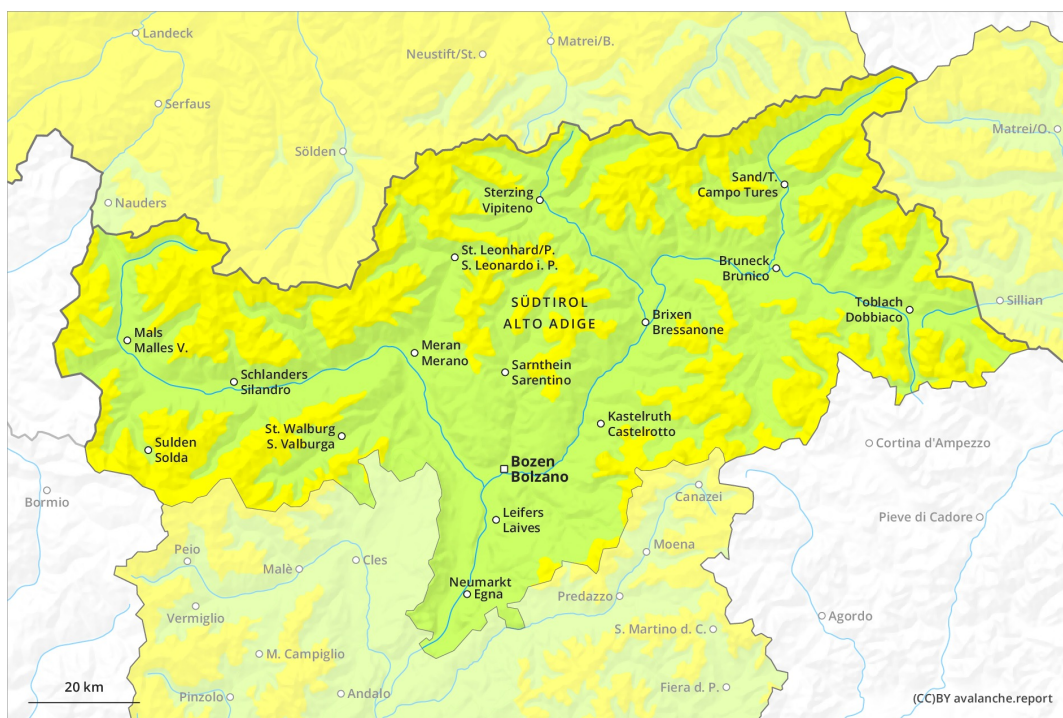 Landeck
Neustift/St.
Matrei/B.
Serfaus
Sölden
Matrei/O.
Nauders
Sand/T.
Campo Tures
Sterzing
Vipiteno
St. Leonhard/P.
S. Leonardo i. P.
Bruneck
Brunico
SÜDTIROL
ALTO ADIGE
Toblach
Dobbiaco
Sillian
Brixen
Bressanone
Mals
Malles V.
Meran
Merano
Sarnthein
Sarentino
Schlanders
Silandro
Kastelruth
Castelrotto
St. Walburg
S. Valburga
Sulden
Solda
Cortina d'Ampezzo
Bozen
Bolzano
Bormio
Canazei
Leifers
Laives
Pieve di Cadore
Moena
Peio
Cles
Malè
Neumarkt
Egna
Predazzo
Vermiglio
Agordo
S. Martino d. C.
M. Campiglio
20 km
Pinzolo
Andalo
Fiera d. P.
(CC)BY avalanche.report